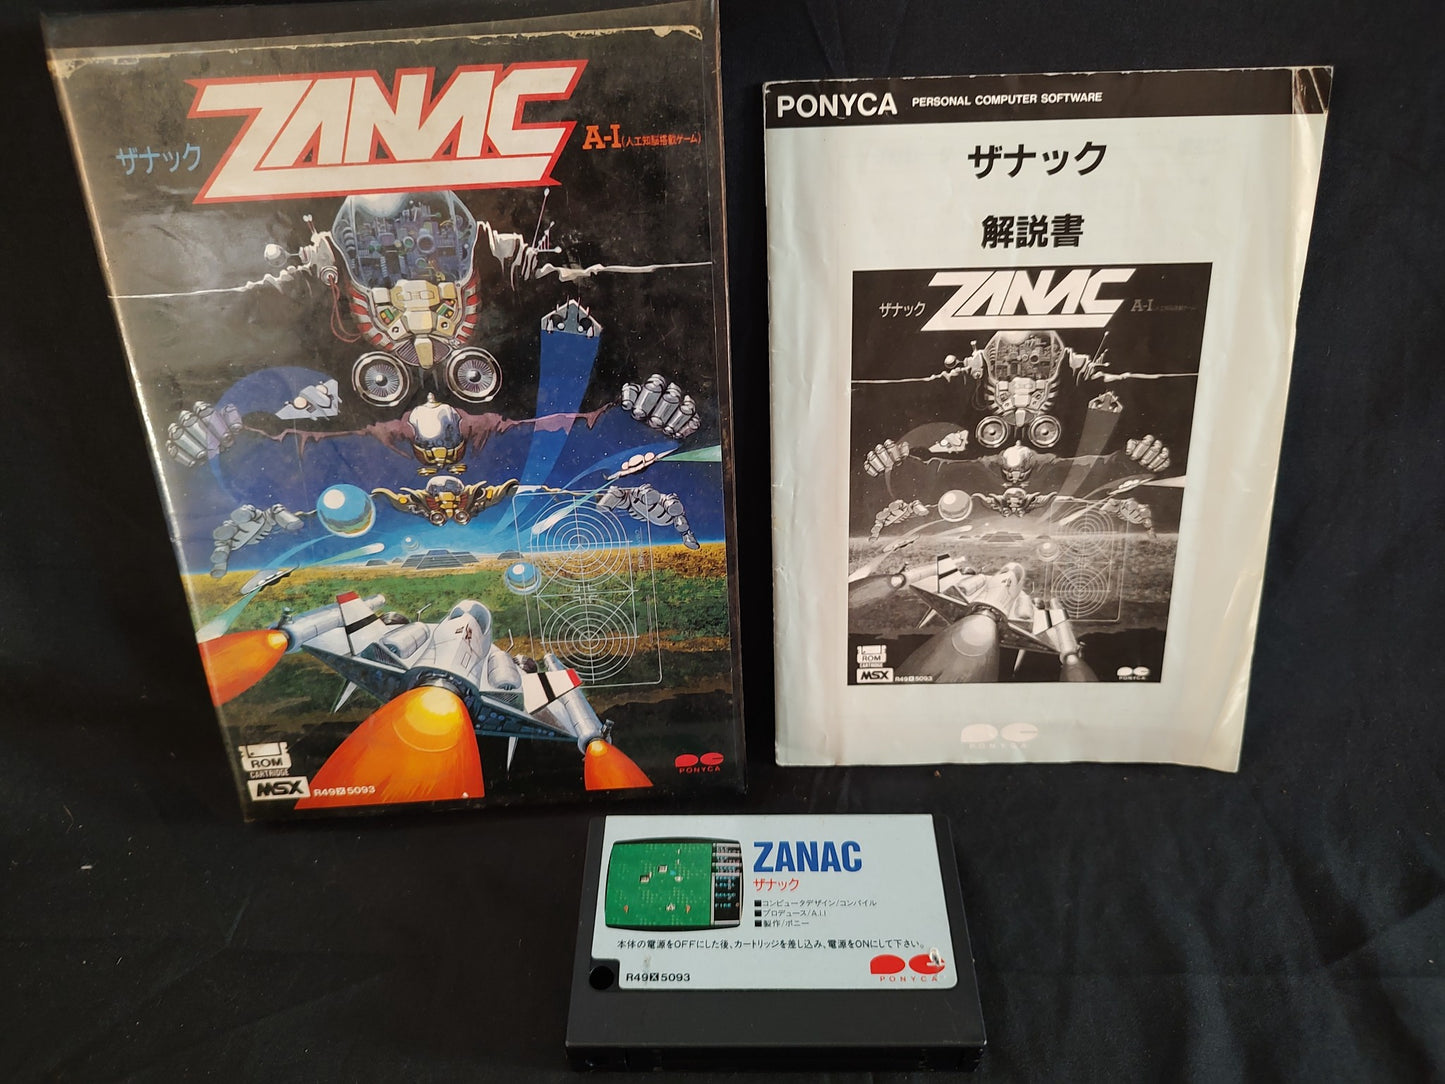 ZANAC
ザナック
A-I(人工知脳搭載ゲーム)
ROM
CARTRIDGE
MSX R49X5093
PONYCA
PONYCA PERSONAL COMPUTER SOFTWARE
ザナック
解説書
ZANAC
ザナック
A-I
ROM
CARTRIDGE
MSX R49X5093
PONYCA
PONYCA
ZANAC
ザナック
■コンピュータデザイン/コンパイル
■プロデュース/A.I.I
■製作/ポニー
本体の電源をOFFにした後、カートリッジを差し込み、電源をONにして下さい。
R49X5093
PONYCA